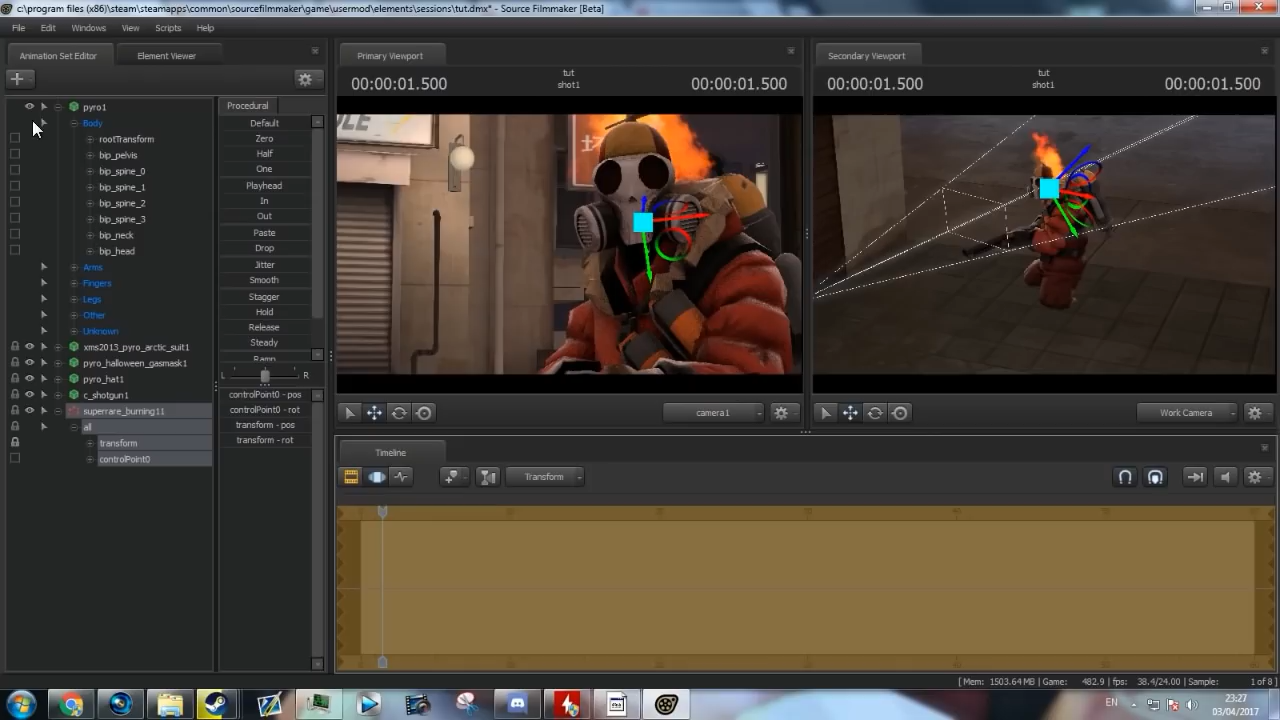 c:\program files (x86)\steam\steamapps\common\sourcefilmmaker\game\usermod\elements\sessions\tut.dmx* - Source Filmmaker [Beta]
File Edit Windows View Scripts Help
Animation Set Editor Element Viewer
pyro1
Body
rootTransform
bip_pelvis
bip_spine_0
bip_spine_1
bip_spine_2
bip_spine_3
bip_neck
bip_head
Arms
Fingers
Legs
Other
Unknown
xms2013_pyro_arctic_suit1
pyro_halloween_gasmask1
pyro_hat1
c_shotgun1
superrare_burning11
all
transform
controlPoint0
Procedural
Default
Zero
Half
One
Playhead
In
Out
Paste
Drop
Jitter
Smooth
Stagger
Hold
Release
Steady
Ramp
L R
controlPoint0 - pos
controlPoint0 - rot
transform - pos
transform - rot
Primary Viewport
00:00:01.500
tut
shot1
00:00:01.500
camera1
Secondary Viewport
00:00:01.500
tut
shot1
00:00:01.500
Work Camera
Timeline
Transform
[ Mem: 1503.64 MB | Game: 482.9 | fps: 38.4/24.00 | Sample: 1 of 8 ]
EN
23:27
03/04/2017